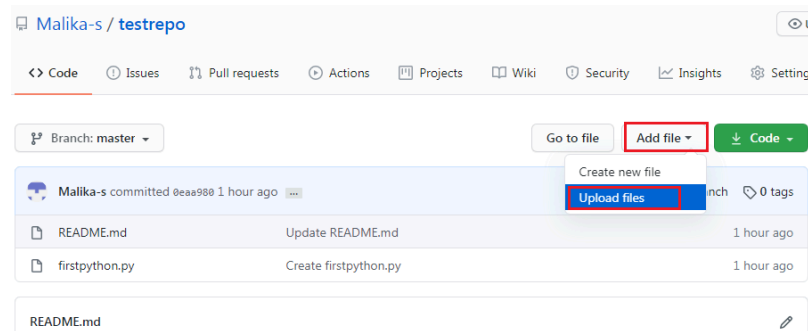 Malika-s / testrepo
Code Issues Pull requests Actions Projects Wiki Security Insights Setting
Branch: master Go to file Add file Code
Create new file
Malika-s committed 0eaa980 1 hour ago ... Upload files nch 0 tags
README.md Update README.md 1 hour ago
firstpython.py Create firstpython.py 1 hour ago
README.md